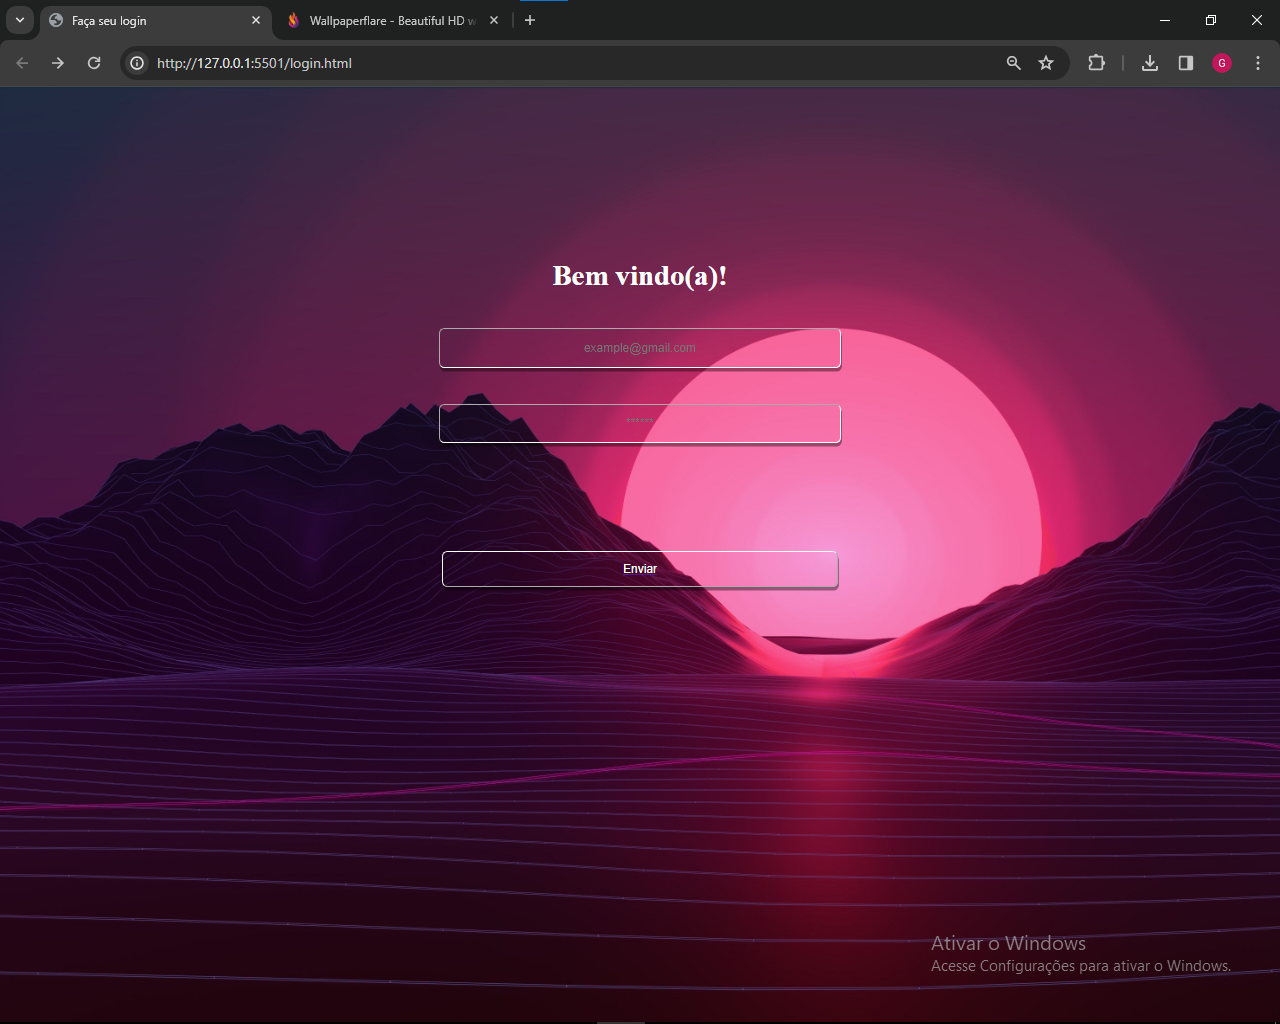 Faça seu login
Wallpaperflare - Beautiful HD w
http://127.0.0.1:5501/login.html
G
Bem vindo(a)!
example@gmail.com
******
Enviar
Ativar o Windows
Acesse Configurações para ativar o Windows.